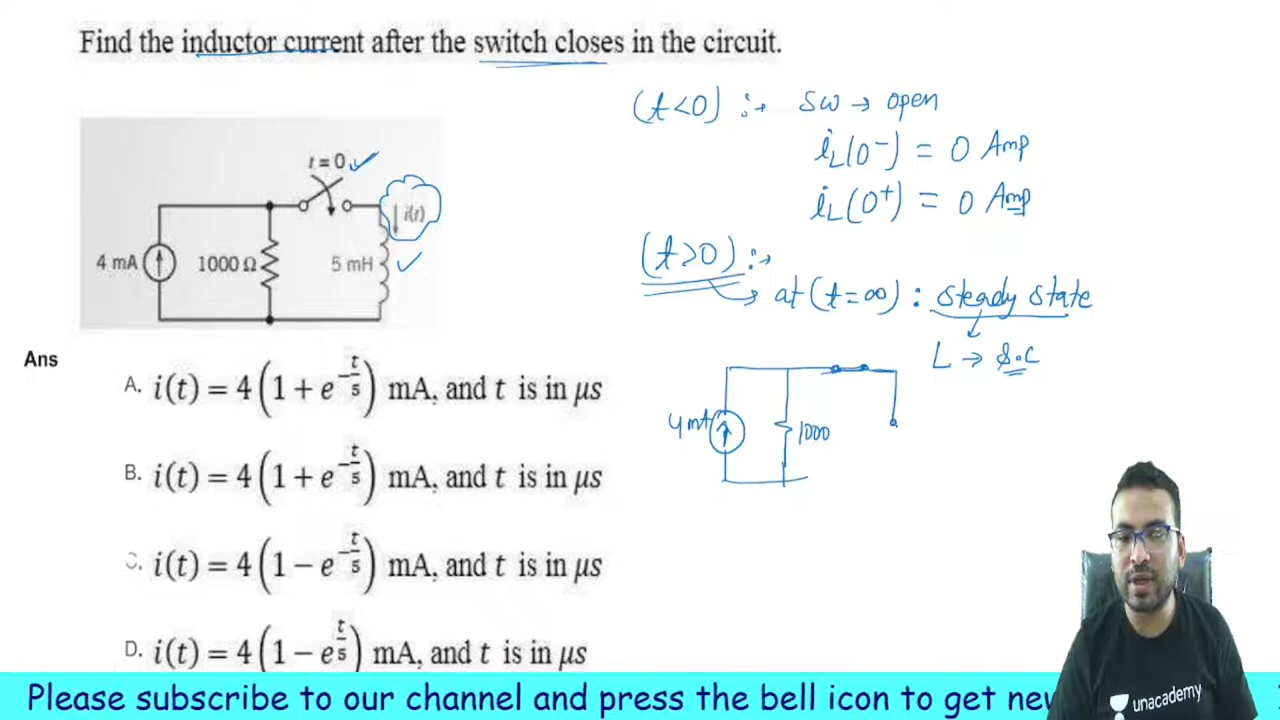 Find the inductor current after the switch closes in the circuit.
(t<0) :→ SW → open
i_L(0⁻) = 0 Amp
i_L(0⁺) = 0 Amp
(t>0) :→
→ at (t=∞) : steady state
L → S.C
t = 0
i(t)
4 mA
1000 Ω
5 mH
4mA
1000
Ans
A. i(t) = 4(1 + e^(-t/5)) mA, and t is in μs
B. i(t) = 4(1 + e^(-t/5)) mA, and t is in μs
C. i(t) = 4(1 − e^(-t/5)) mA, and t is in μs
D. i(t) = 4(1 − e^(t/5)) mA, and t is in μs
Please subscribe to our channel and press the bell icon to get ne
unacademy